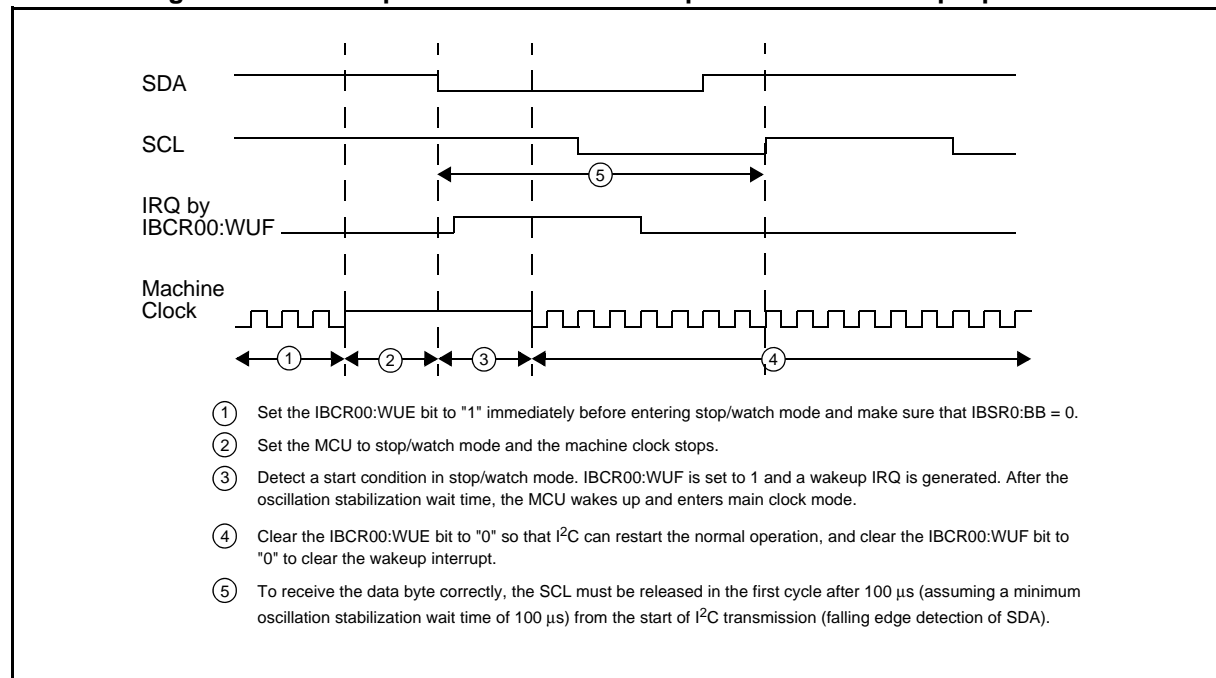 SDA
SCL
5
IRQ by
IBCR00:WUF
Machine
Clock
1 2 3 4
1 Set the IBCR00:WUE bit to "1" immediately before entering stop/watch mode and make sure that IBSR0:BB = 0.
2 Set the MCU to stop/watch mode and the machine clock stops.
3 Detect a start condition in stop/watch mode. IBCR00:WUF is set to 1 and a wakeup IRQ is generated. After the
oscillation stabilization wait time, the MCU wakes up and enters main clock mode.
4 Clear the IBCR00:WUE bit to "0" so that I²C can restart the normal operation, and clear the IBCR00:WUF bit to
"0" to clear the wakeup interrupt.
5 To receive the data byte correctly, the SCL must be released in the first cycle after 100 μs (assuming a minimum
oscillation stabilization wait time of 100 μs) from the start of I²C transmission (falling edge detection of SDA).